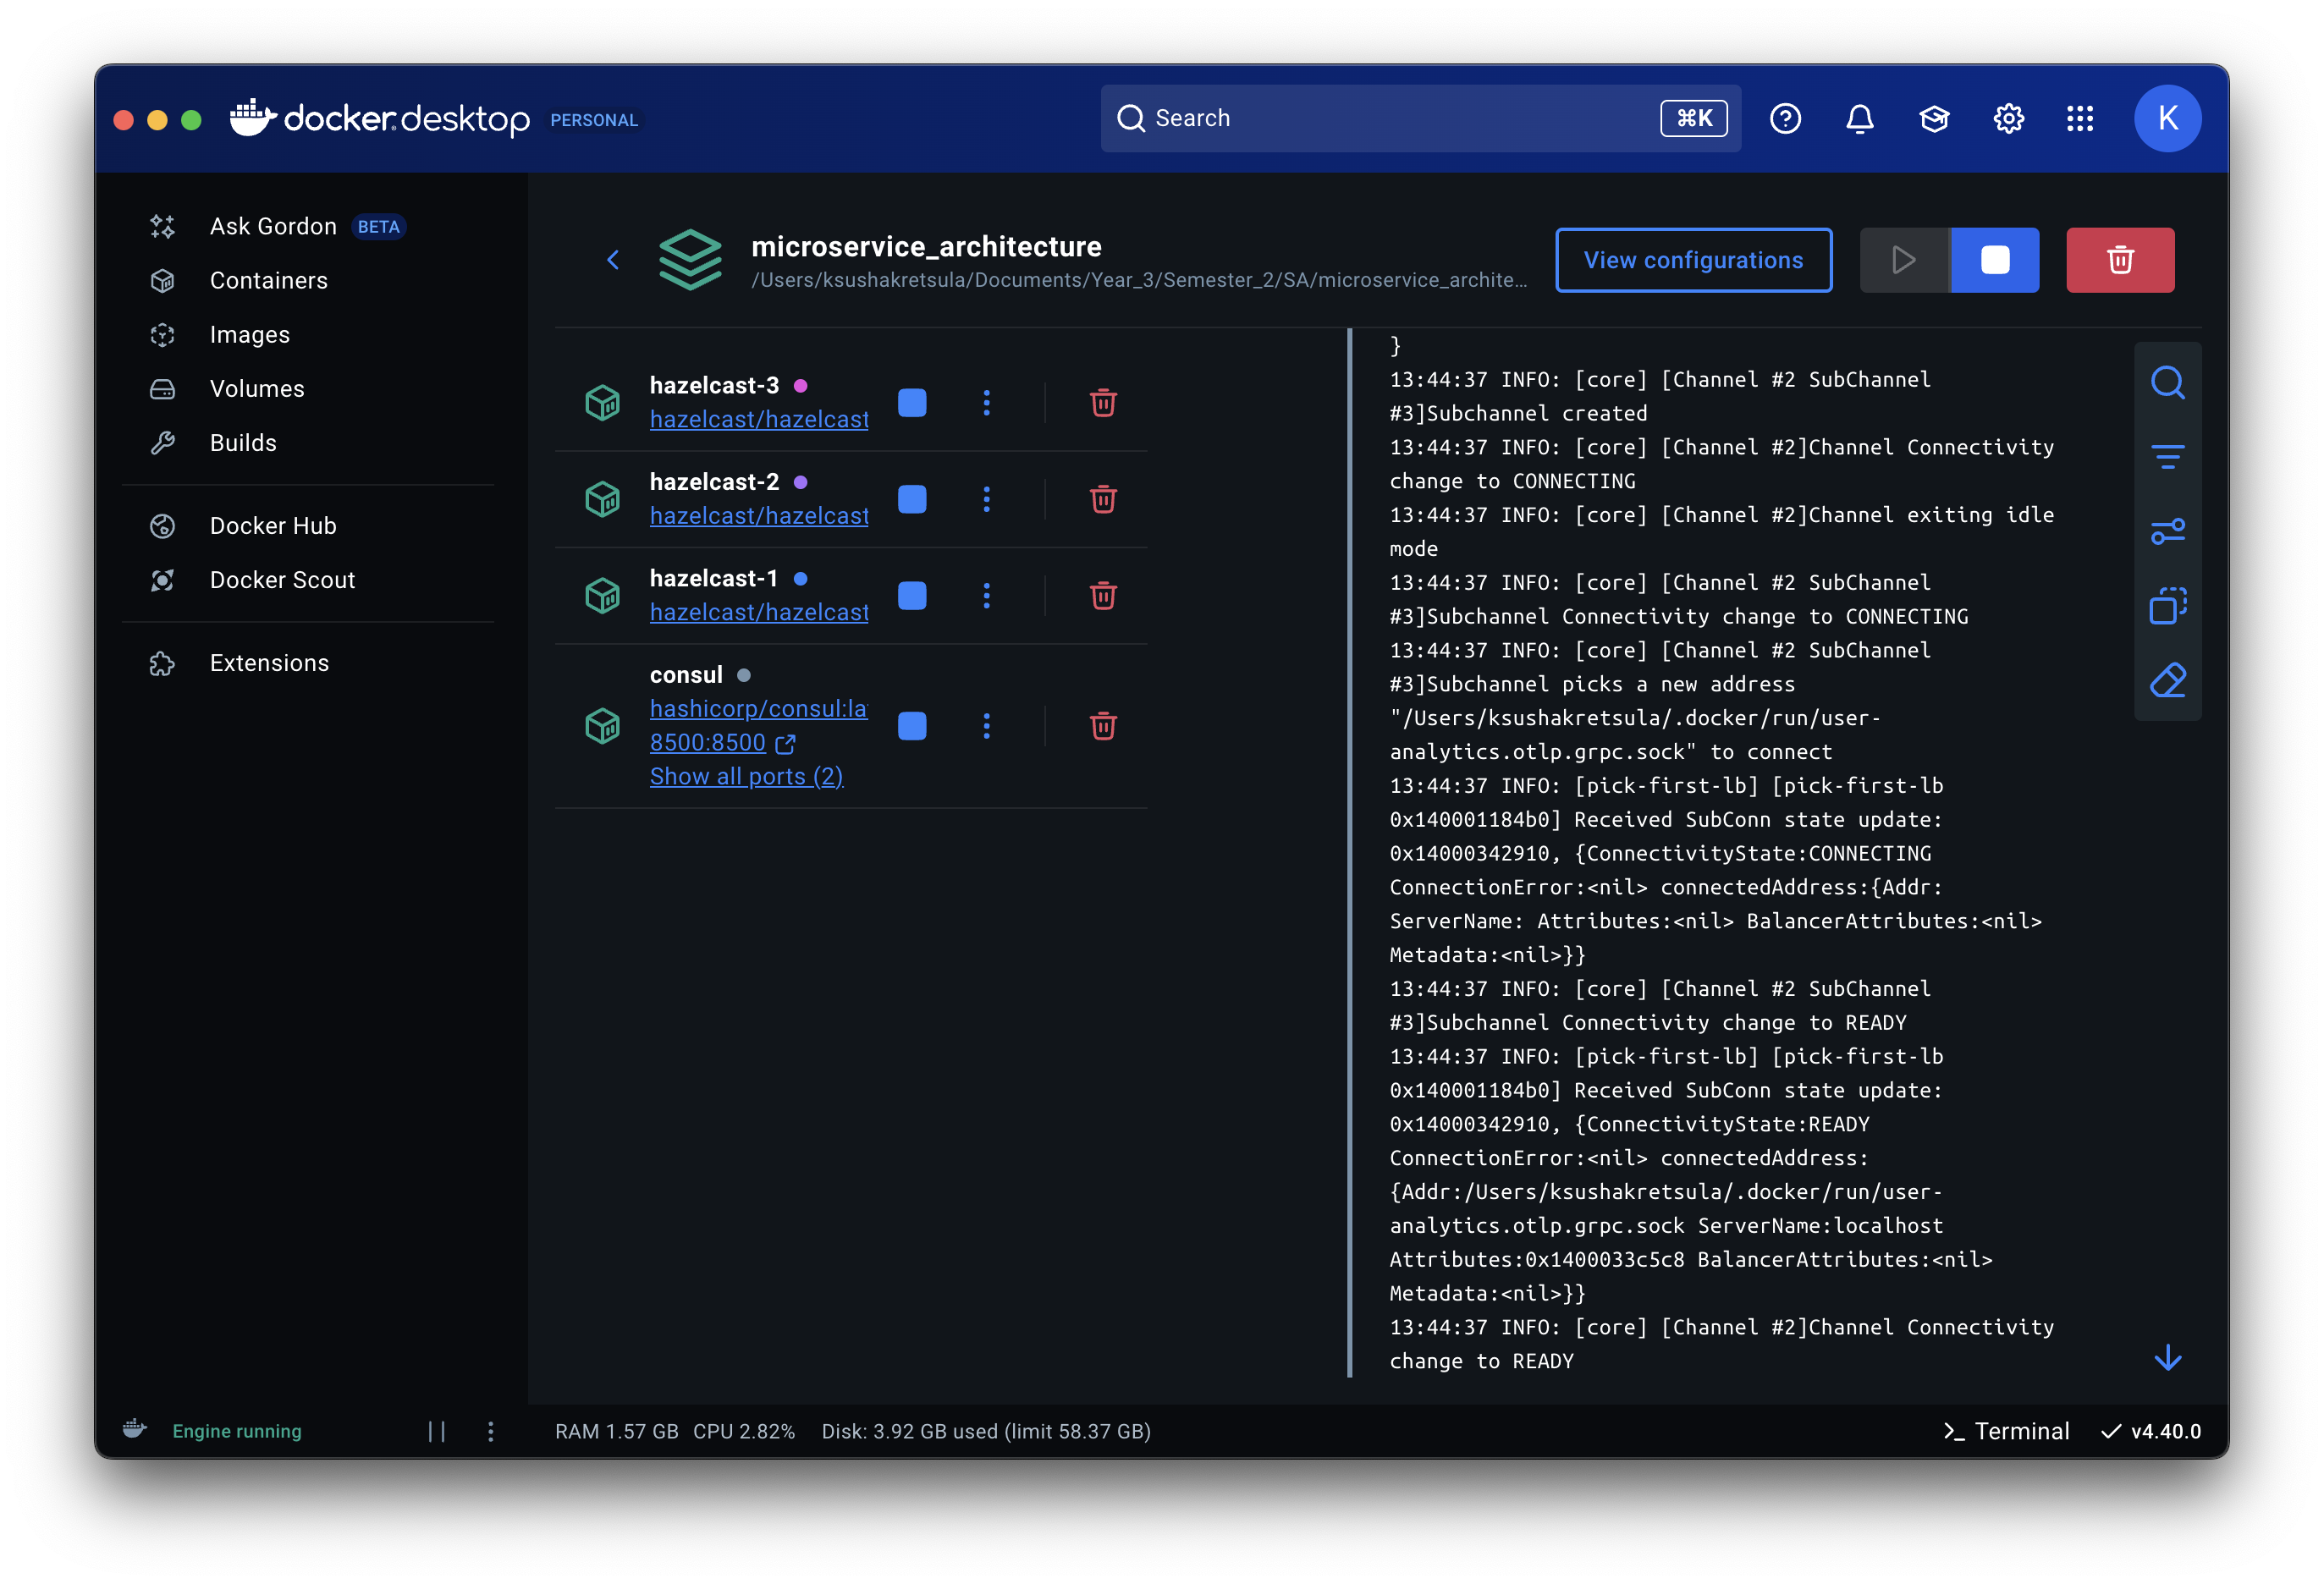 docker desktop PERSONAL
Search
⌘K
K
Ask Gordon BETA
Containers
Images
Volumes
Builds
Docker Hub
Docker Scout
Extensions
microservice_architecture
/Users/ksushakretsula/Documents/Year_3/Semester_2/SA/microservice_archite...
View configurations
hazelcast-3
hazelcast/hazelcast
hazelcast-2
hazelcast/hazelcast
hazelcast-1
hazelcast/hazelcast
consul
hashicorp/consul:la
8500:8500
Show all ports (2)
}
13:44:37 INFO: [core] [Channel #2 SubChannel
#3]Subchannel created
13:44:37 INFO: [core] [Channel #2]Channel Connectivity
change to CONNECTING
13:44:37 INFO: [core] [Channel #2]Channel exiting idle
mode
13:44:37 INFO: [core] [Channel #2 SubChannel
#3]Subchannel Connectivity change to CONNECTING
13:44:37 INFO: [core] [Channel #2 SubChannel
#3]Subchannel picks a new address
"/Users/ksushakretsula/.docker/run/user-
analytics.otlp.grpc.sock" to connect
13:44:37 INFO: [pick-first-lb] [pick-first-lb
0x140001184b0] Received SubConn state update:
0x14000342910, {ConnectivityState:CONNECTING
ConnectionError:<nil> connectedAddress:{Addr:
ServerName: Attributes:<nil> BalancerAttributes:<nil>
Metadata:<nil>}}
13:44:37 INFO: [core] [Channel #2 SubChannel
#3]Subchannel Connectivity change to READY
13:44:37 INFO: [pick-first-lb] [pick-first-lb
0x140001184b0] Received SubConn state update:
0x14000342910, {ConnectivityState:READY
ConnectionError:<nil> connectedAddress:
{Addr:/Users/ksushakretsula/.docker/run/user-
analytics.otlp.grpc.sock ServerName:localhost
Attributes:0x1400033c5c8 BalancerAttributes:<nil>
Metadata:<nil>}}
13:44:37 INFO: [core] [Channel #2]Channel Connectivity
change to READY
Engine running
RAM 1.57 GB CPU 2.82% Disk: 3.92 GB used (limit 58.37 GB)
Terminal
v4.40.0